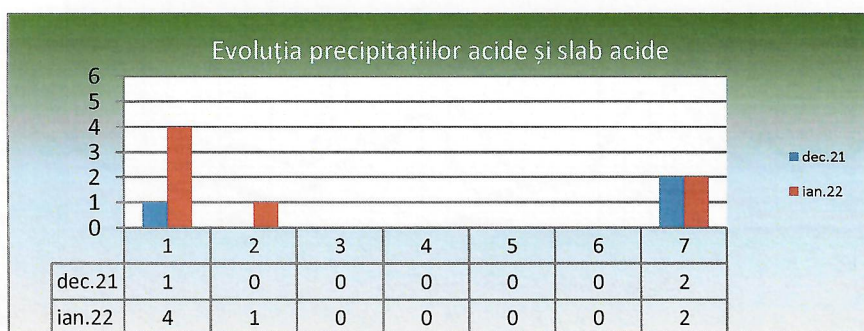 Evoluția precipitațiilor acide și slab acide
6
5
4
3
2
1
0
dec.21
ian.22
1 2 3 4 5 6 7
dec.21 1 0 0 0 0 0 2
ian.22 4 1 0 0 0 0 2